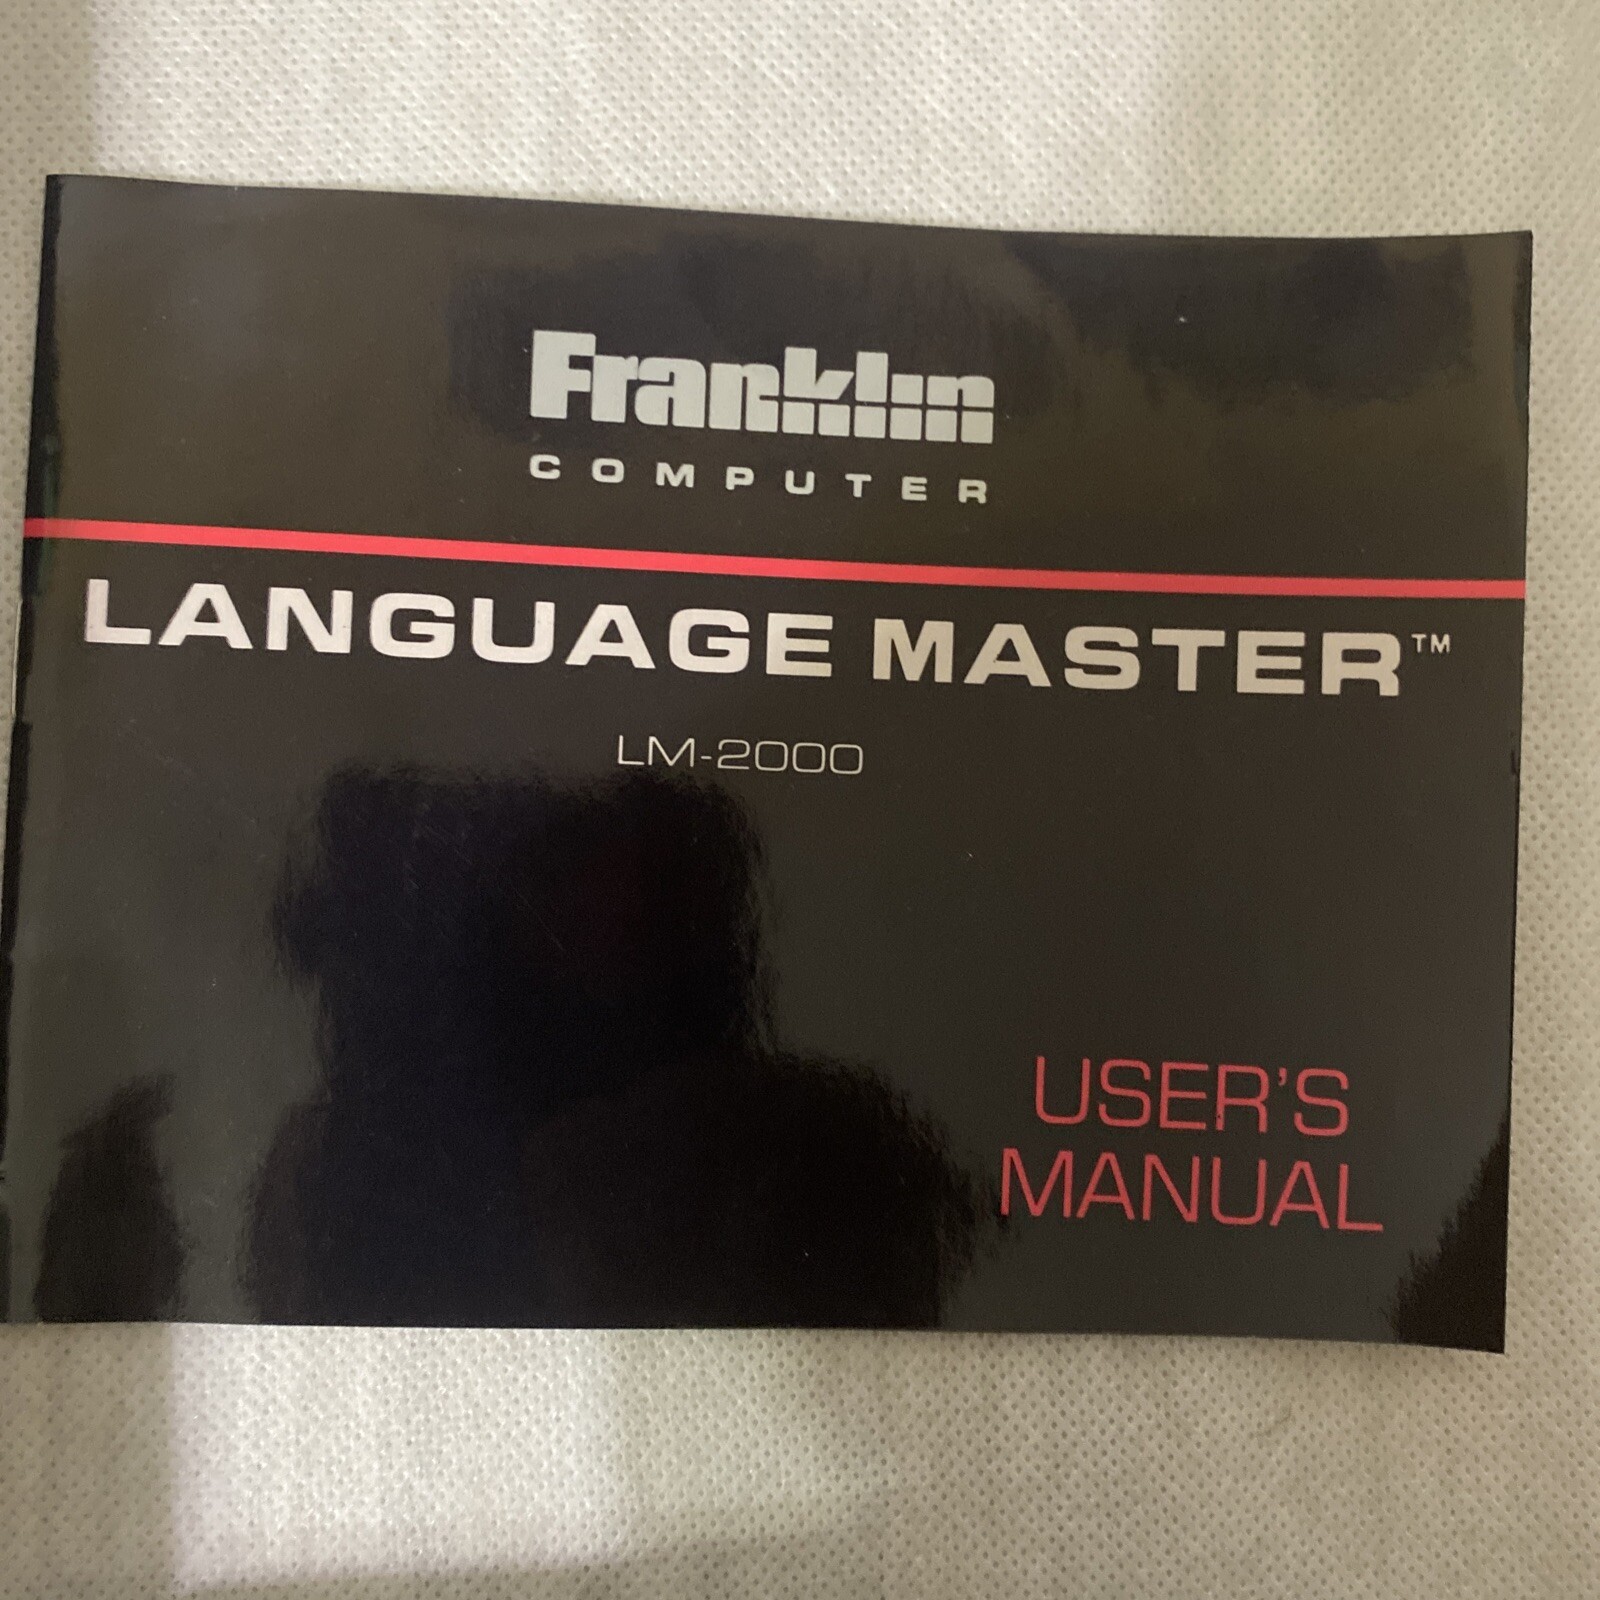 Franklin
COMPUTER
LANGUAGE MASTER™
LM-2000
USER'S
MANUAL